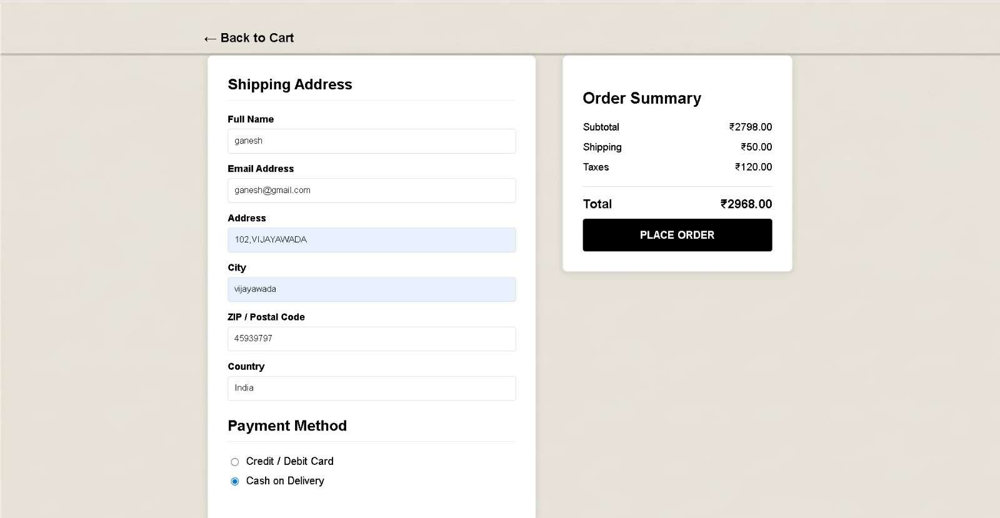 ← Back to Cart
Shipping Address
Full Name
ganesh
Email Address
ganesh@gmail.com
Address
102,VIJAYAWADA
City
vijayawada
ZIP / Postal Code
45939797
Country
India
Payment Method
Credit / Debit Card
Cash on Delivery
Order Summary
Subtotal ₹2798.00
Shipping ₹50.00
Taxes ₹120.00
Total ₹2968.00
PLACE ORDER